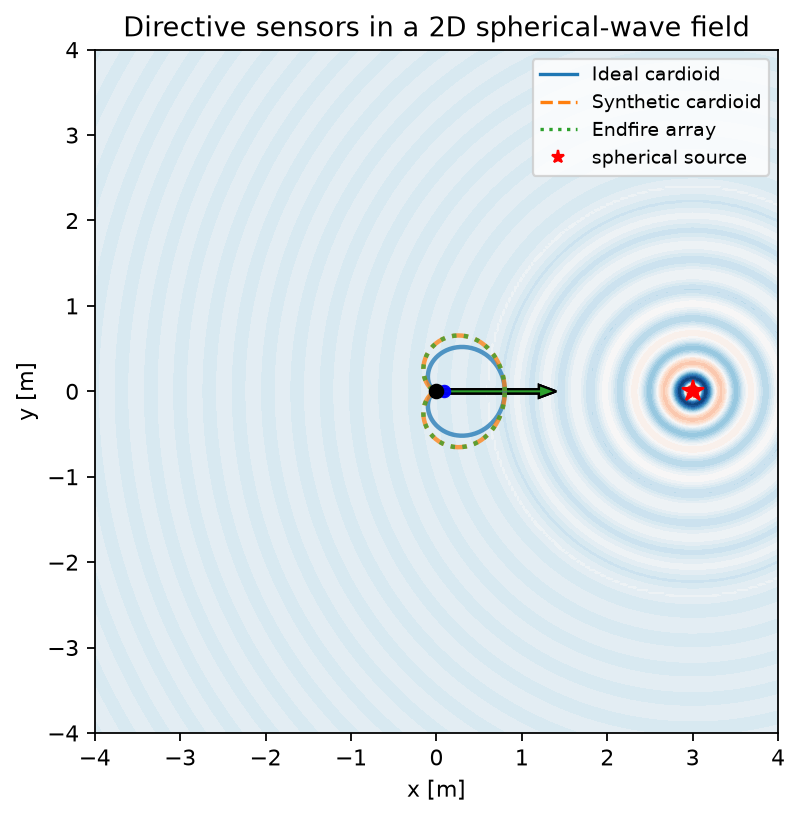 Directive sensors in a 2D spherical-wave field
Ideal cardioid
Synthetic cardioid
Endfire array
spherical source
4
3
2
1
0
−1
−2
−3
−4
y [m]
−4 −3 −2 −1 0 1 2 3 4
x [m]